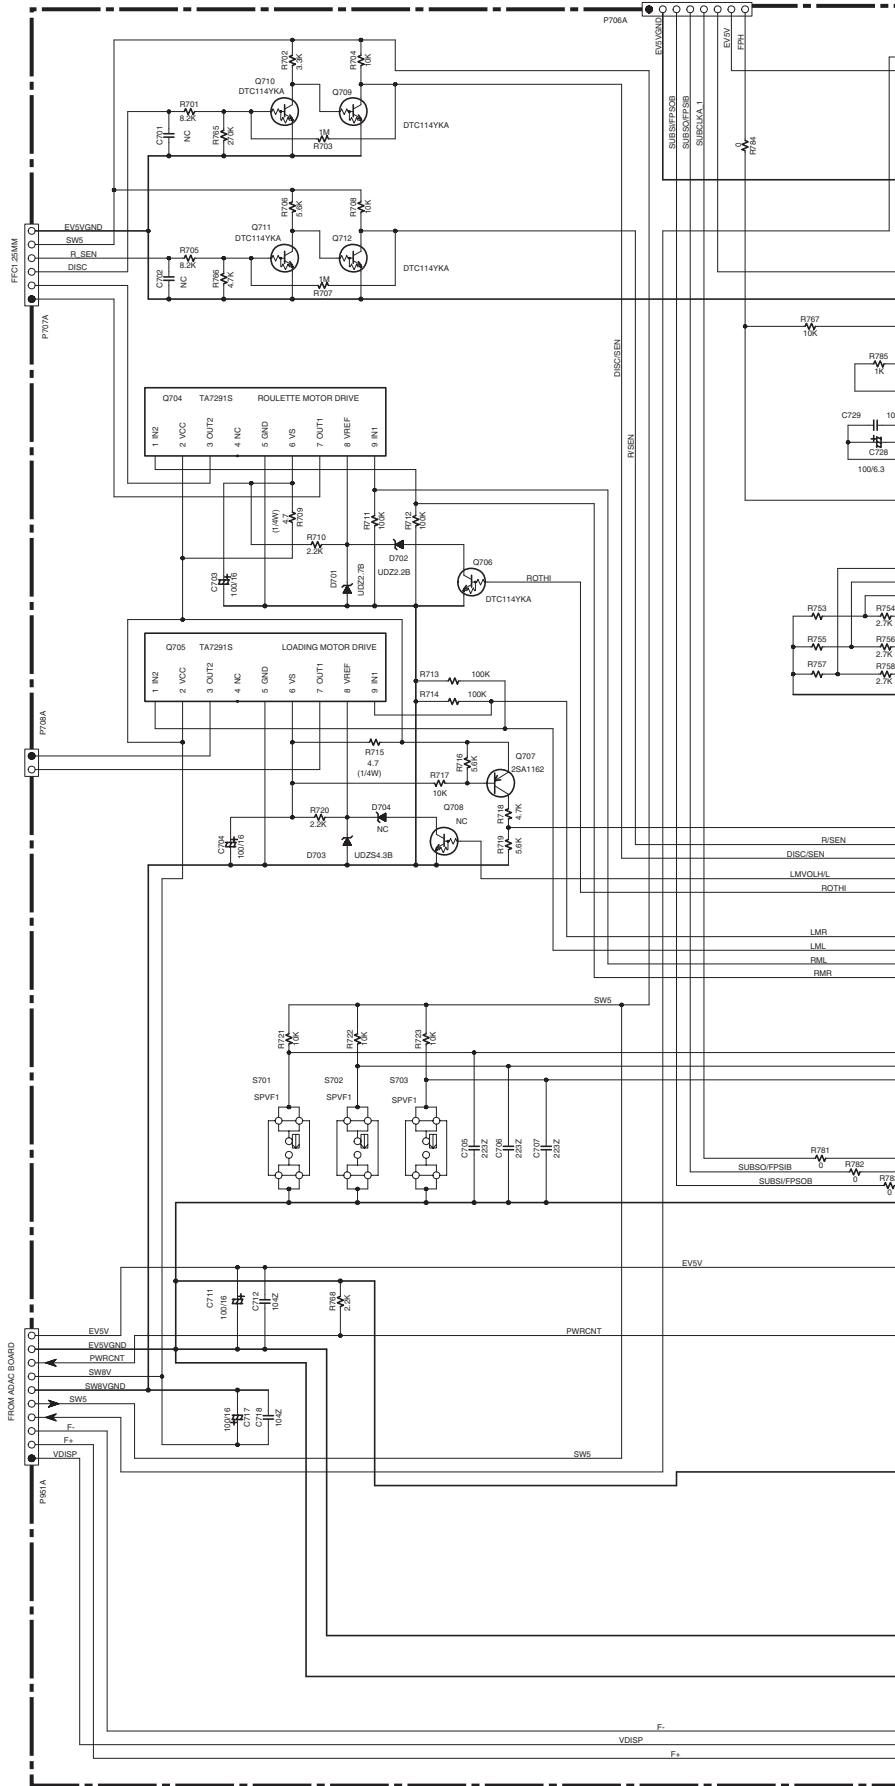 P706A
EV5VGND
SUBSI/FPSOB
SUBSO/FPSIB
SUBCLKA_1
EV5V
FPH
0
R784
R702
3.3K
R704
10K
Q710
DTC114YKA
Q709
DTC114YKA
R701
8.2K
C701
NC
R765
270K
1M
R703
R706
5.6K
R708
10K
Q711
DTC114YKA
Q712
DTC114YKA
R705
8.2K
C702
NC
R766
4.7K
1M
R707
FFC1.25MM
EV5VGND
SW5
R_SEN
DISC
P707A
DISC/SEN
R/SEN
R767
10K
R785
1K
C729
10
C728
100/6.3
Q704 TA7291S ROULETTE MOTOR DRIVE
1 IN2
2 VCC
3 OUT2
4 NC
5 GND
6 VS
7 OUT1
8 VREF
9 IN1
(1/4W)
4.7
R709
R711
100K
R712
100K
R710
2.2K
D702
UDZ2.2B
D701
UDZ2.7B
C703
100/16
Q706
DTC114YKA
ROTHI
R753
R754
2.7K
R755
R756
2.7K
R757
R758
2.7K
Q705 TA7291S LOADING MOTOR DRIVE
1 IN2
2 VCC
3 OUT2
4 NC
5 GND
6 VS
7 OUT1
8 VREF
9 IN1
R713 100K
R714 100K
P708A
R715
4.7
(1/4W)
R716
5.6K
Q707
2SA1162
R717
10K
R718
4.7K
R720
2.2K
D704
NC
Q708
NC
R719
5.6K
C704
100/16
D703
UDZS4.3B
R/SEN
DISC/SEN
LMVOLH/L
ROTHI
LMR
LML
RML
RMR
SW5
R721
10K
R722
10K
R723
10K
S701
SPVF1
S702
SPVF1
S703
SPVF1
C705
223Z
C706
223Z
C707
223Z
R781
0
SUBSO/FPSIB
R782
0
SUBSI/FPSOB
0
EV5V
C711
100/16
C712
104Z
R768
2.2K
PWRCNT
FROM ADAC BOARD
EV5V
EV5VGND
PWRCNT
SW8V
SW8VGND
SW5
F-
F+
VDISP
100/16
C717
C718
104Z
SW5
P951A
F-
VDISP
F+